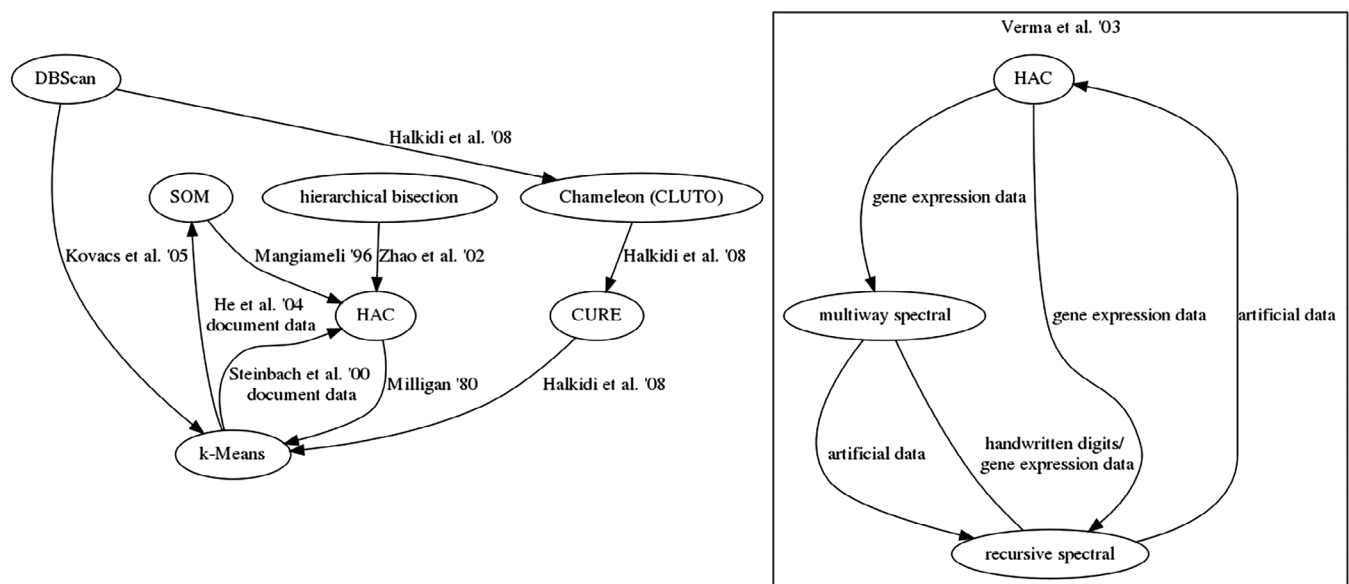 Verma et al. '03
DBScan
HAC
Halkidi et al. '08
SOM
hierarchical bisection
Chameleon (CLUTO)
gene expression data
Kovacs et al. '05
Mangiameli '96
Zhao et al. '02
Halkidi et al. '08
He et al. '04
document data
HAC
CURE
multiway spectral
gene expression data
artificial data
Steinbach et al. '00
document data
Milligan '80
Halkidi et al. '08
k-Means
artificial data
handwritten digits/
gene expression data
recursive spectral